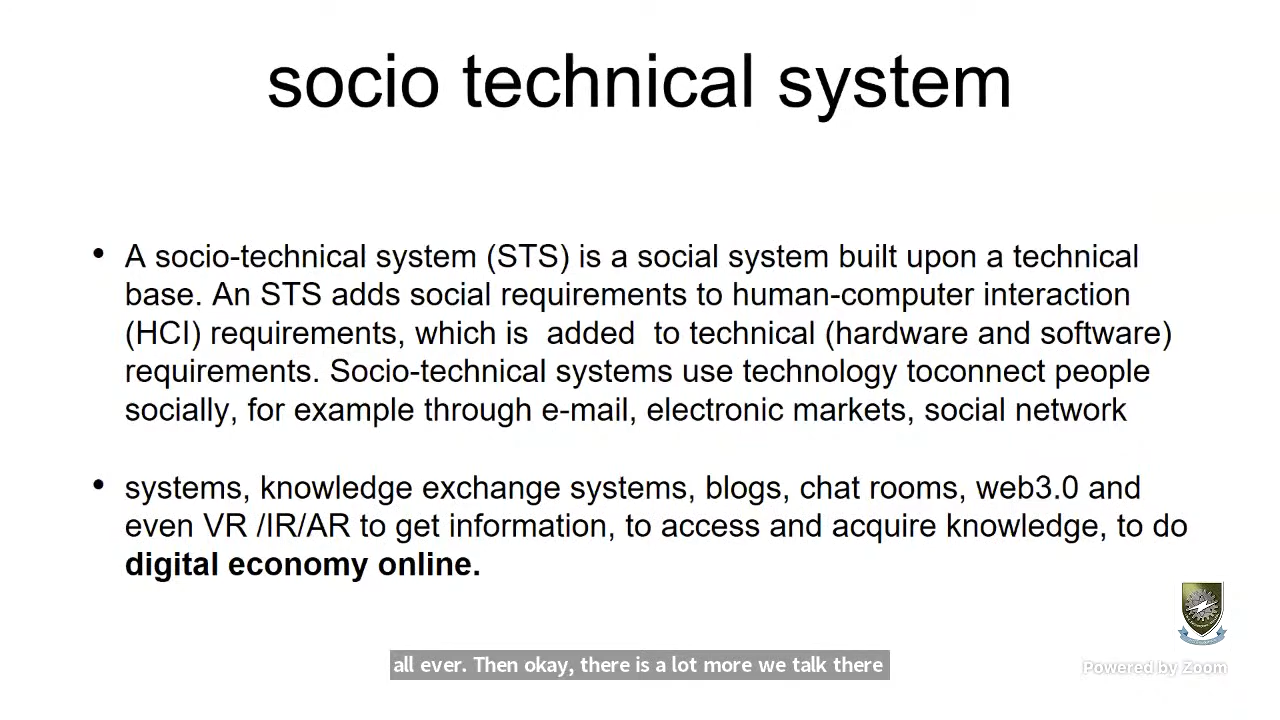 socio technical system
• A socio-technical system (STS) is a social system built upon a technical
base. An STS adds social requirements to human-computer interaction
(HCI) requirements, which is  added  to technical (hardware and software)
requirements. Socio-technical systems use technology toconnect people
socially, for example through e-mail, electronic markets, social network
• systems, knowledge exchange systems, blogs, chat rooms, web3.0 and
even VR /IR/AR to get information, to access and acquire knowledge, to do
digital economy online.
all ever. Then okay, there is a lot more we talk there
Powered by Zoom